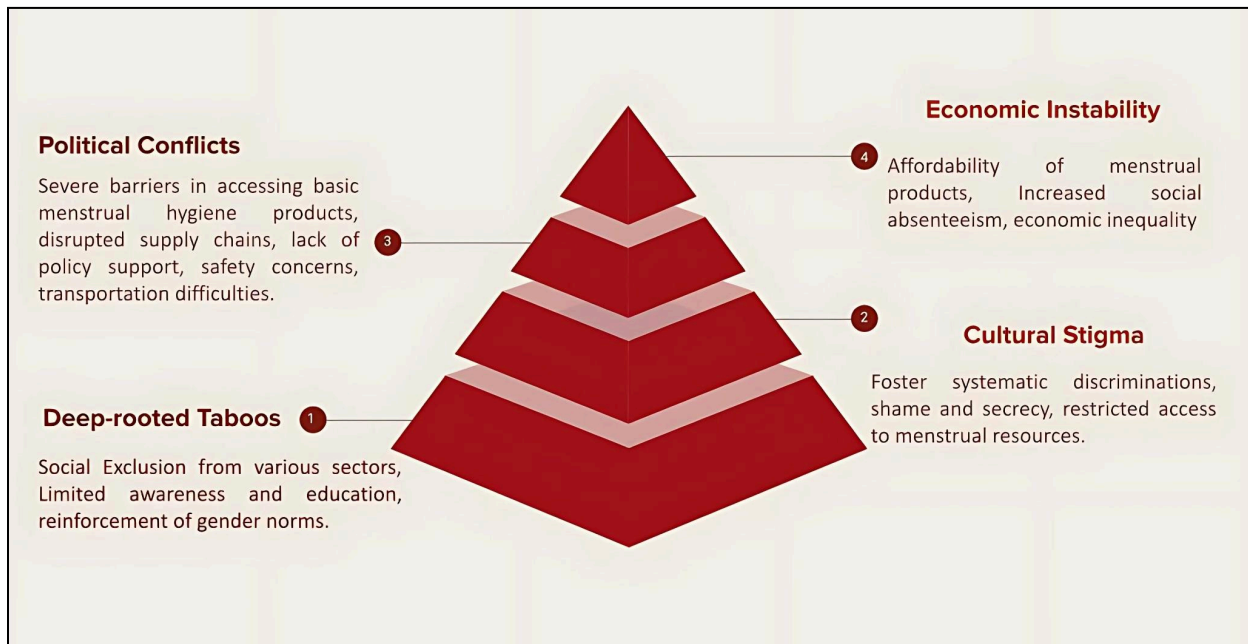 Economic Instability
4
Affordability of menstrual
products, Increased social
absenteeism, economic inequality
Political Conflicts
Severe barriers in accessing basic
menstrual hygiene products,
disrupted supply chains, lack of
policy support, safety concerns,
transportation difficulties.
3
2
Cultural Stigma
Foster systematic discriminations,
shame and secrecy, restricted access
to menstrual resources.
Deep-rooted Taboos
1
Social Exclusion from various sectors,
Limited awareness and education,
reinforcement of gender norms.